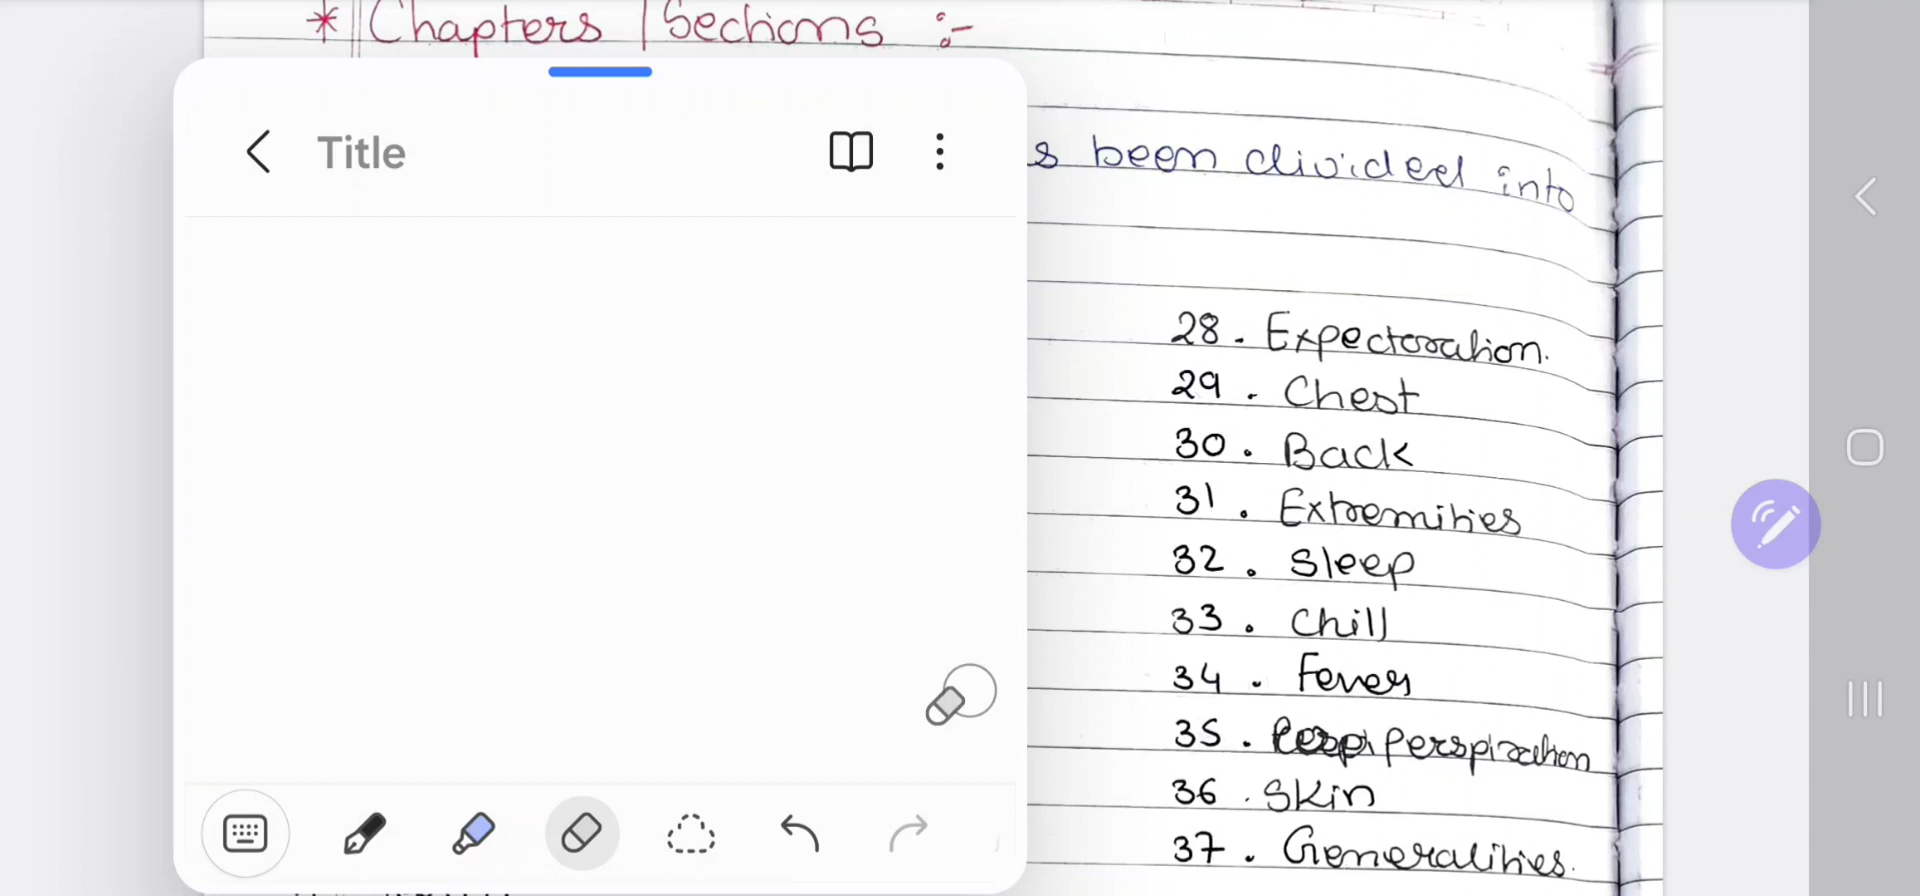 * Chapters | Sections :-
Title
s been divided into
28. Expectoration.
29. Chest
30. Back
31. Extremities
32. Sleep
33. Chill
34. Fever
35. Perspiration
36. Skin
37. Generalities.